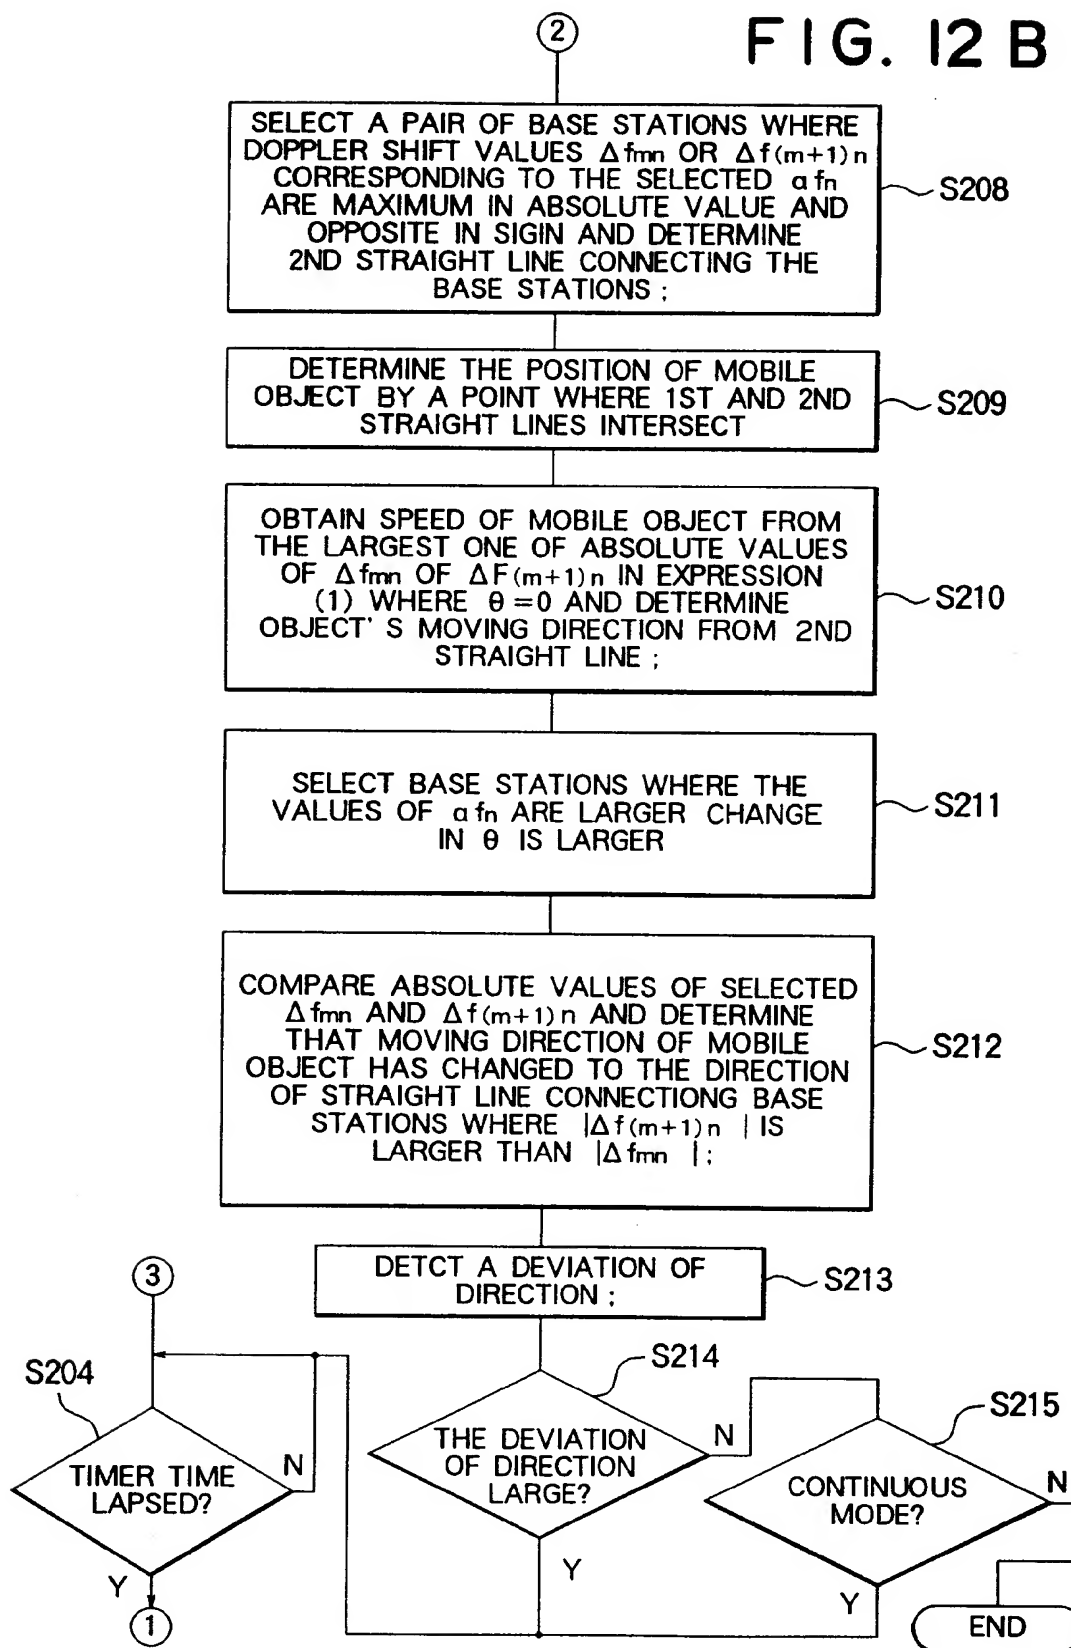 2
FIG. 12 B
SELECT A PAIR OF BASE STATIONS WHERE
DOPPLER SHIFT VALUES Δfmn OR Δf(m+1)n
CORRESPONDING TO THE SELECTED αfn
ARE MAXIMUM IN ABSOLUTE VALUE AND
OPPOSITE IN SIGIN AND DETERMINE
2ND STRAIGHT LINE CONNECTING THE
BASE STATIONS ;
S208
DETERMINE THE POSITION OF MOBILE
OBJECT BY A POINT WHERE 1ST AND 2ND
STRAIGHT LINES INTERSECT
S209
OBTAIN SPEED OF MOBILE OBJECT FROM
THE LARGEST ONE OF ABSOLUTE VALUES
OF Δfmn OF ΔF(m+1)n IN EXPRESSION
(1) WHERE θ=0 AND DETERMINE
OBJECT'S MOVING DIRECTION FROM 2ND
STRAIGHT LINE ;
S210
SELECT BASE STATIONS WHERE THE
VALUES OF αfn ARE LARGER CHANGE
IN θ IS LARGER
S211
COMPARE ABSOLUTE VALUES OF SELECTED
Δfmn AND Δf(m+1)n AND DETERMINE
THAT MOVING DIRECTION OF MOBILE
OBJECT HAS CHANGED TO THE DIRECTION
OF STRAIGHT LINE CONNECTIONG BASE
STATIONS WHERE |Δf(m+1)n | IS
LARGER THAN |Δfmn | ;
S212
DETCT A DEVIATION OF
DIRECTION ;
S213
3
S204
TIMER TIME
LAPSED?
N
Y
1
S214
THE DEVIATION
OF DIRECTION
LARGE?
N
Y
S215
CONTINUOUS
MODE?
N
Y
END